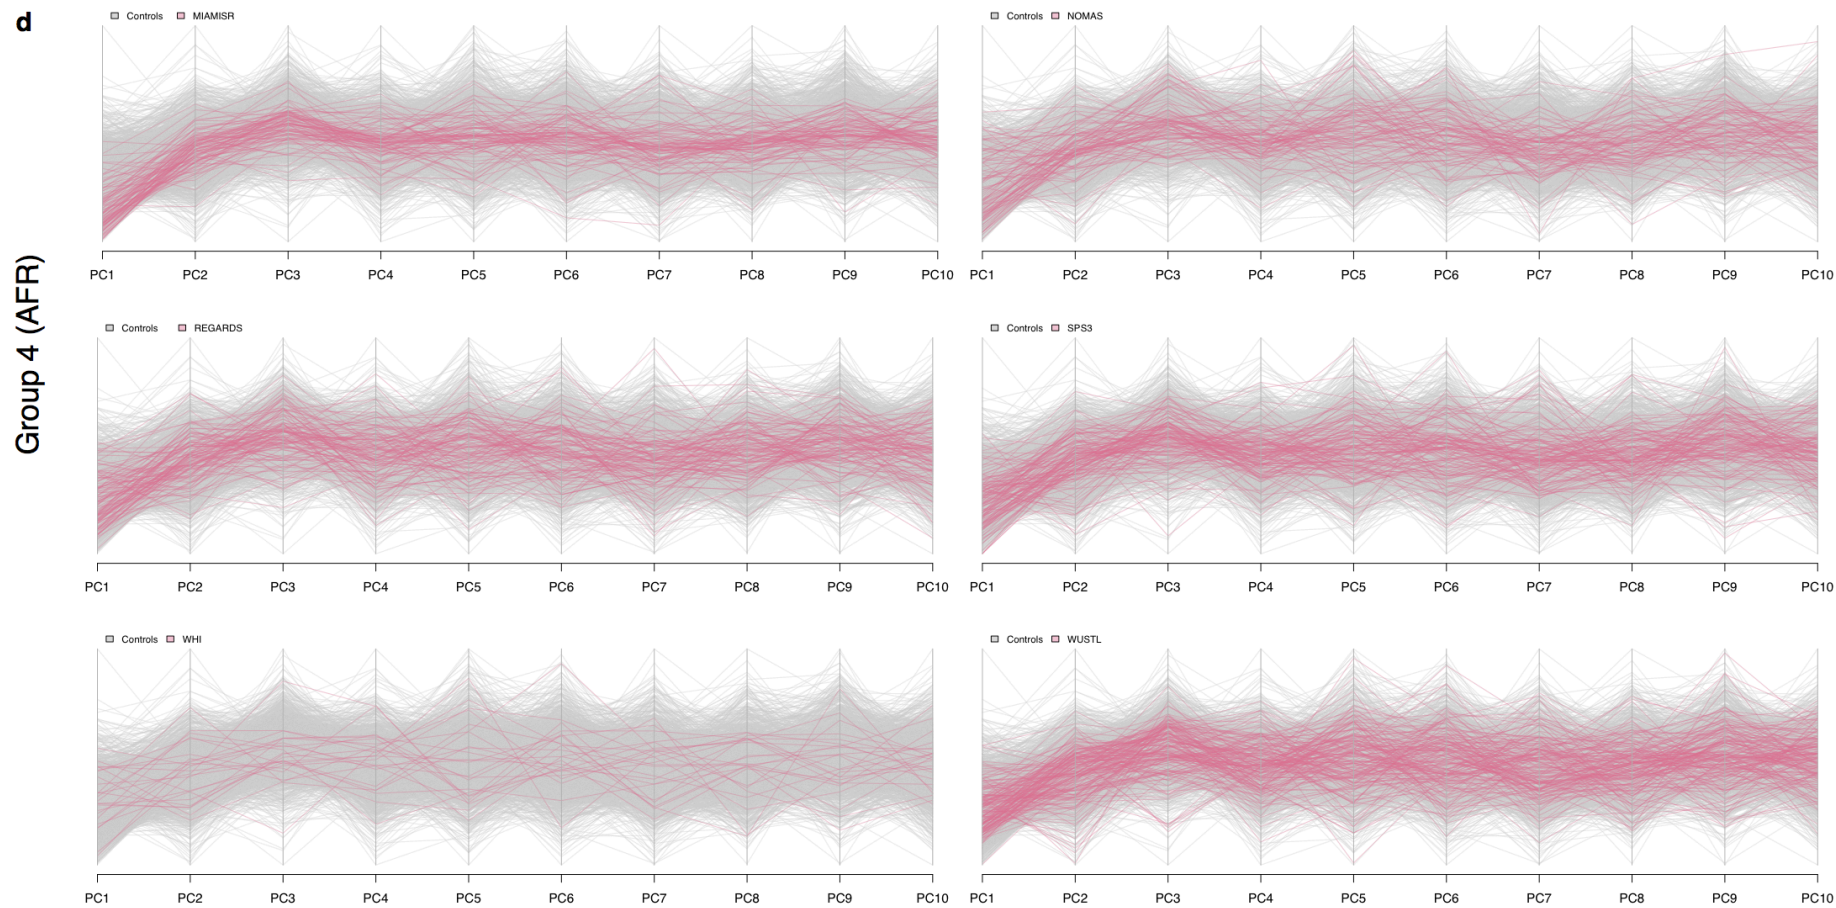 d
Group 4 (AFR)
Controls MIAMISR
PC1 PC2 PC3 PC4 PC5 PC6 PC7 PC8 PC9 PC10
Controls NOMAS
PC1 PC2 PC3 PC4 PC5 PC6 PC7 PC8 PC9 PC10
Controls REGARDS
PC1 PC2 PC3 PC4 PC5 PC6 PC7 PC8 PC9 PC10
Controls SPS3
PC1 PC2 PC3 PC4 PC5 PC6 PC7 PC8 PC9 PC10
Controls WHI
PC1 PC2 PC3 PC4 PC5 PC6 PC7 PC8 PC9 PC10
Controls WUSTL
PC1 PC2 PC3 PC4 PC5 PC6 PC7 PC8 PC9 PC10